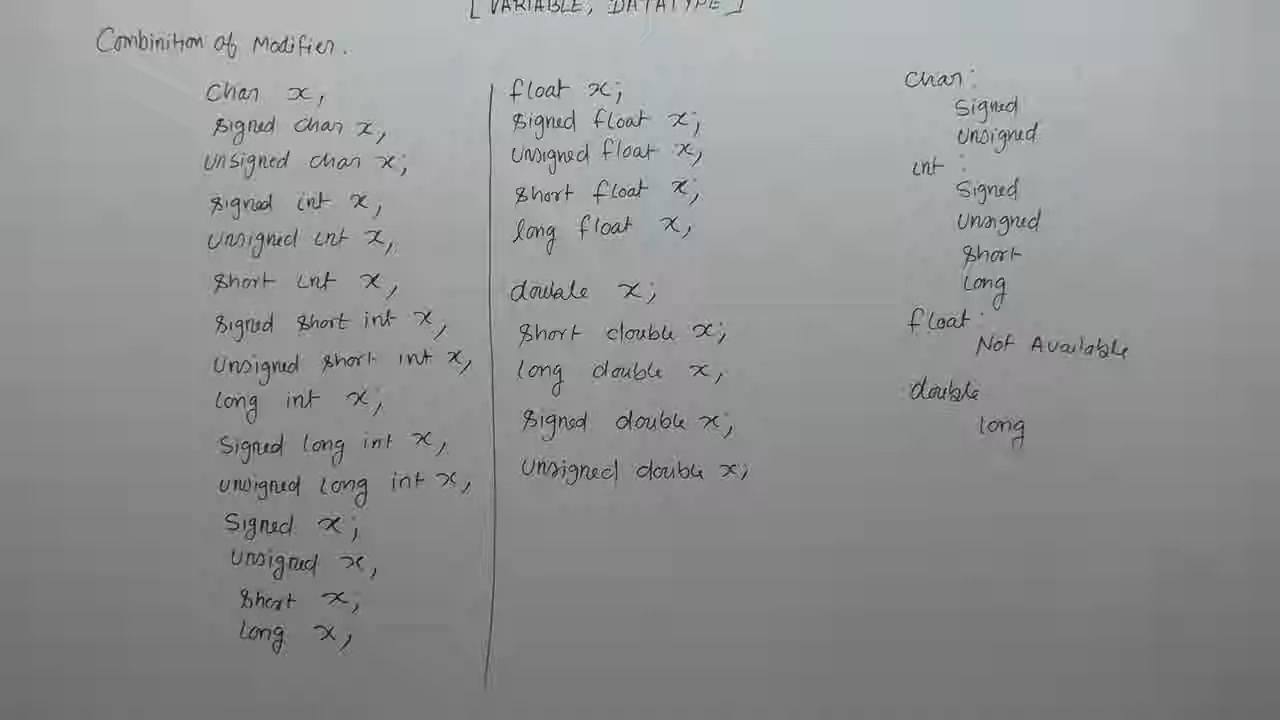 [ VARIABLE, DATATYPE ]
Combinition of Modifier.
Char x,
Signed char x,
Unsigned char x;
Signed int x,
Unsigned int x,
Short int x,
Signed short int x,
Unsigned short int x,
long int x;
Signed long int x,
unsigned long int x,
Signed x;
Unsigned x,
Short x;
long x,
float x;
Signed float x;
Unsigned float x,
Short float x;
long float x,
double x;
Short double x;
long double x,
Signed double x;
Unsigned double x;
Char:
Signed
Unsigned
int :
Signed
Unsigned
Short
long
float:
Not Available
double
long